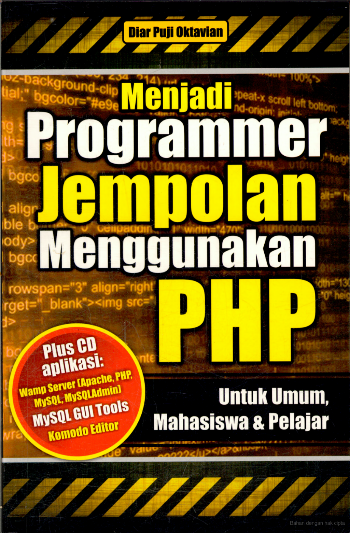 Diar Puji Oktavian
Menjadi
Programmer
Jempolan
Menggunakan
PHP
Plus CD
aplikasi:
Wamp Server (Apache, PHP,
MySQL, MySQLAdmin)
MySQL GUI Tools
Komodo Editor
Untuk Umum,
Mahasiswa & Pelajar